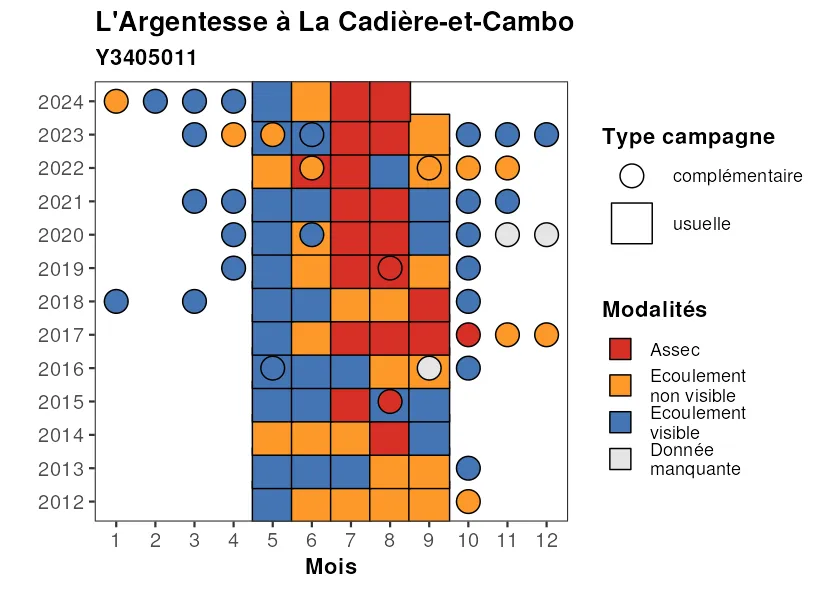 L'Argentesse à La Cadière-et-Cambo
Y3405011
2024
2023
2022
2021
2020
2019
2018
2017
2016
2015
2014
2013
2012
1 2 3 4 5 6 7 8 9 10 11 12
Mois
Type campagne
complémentaire
usuelle
Modalités
Assec
Ecoulement
non visible
Ecoulement
visible
Donnée
manquante